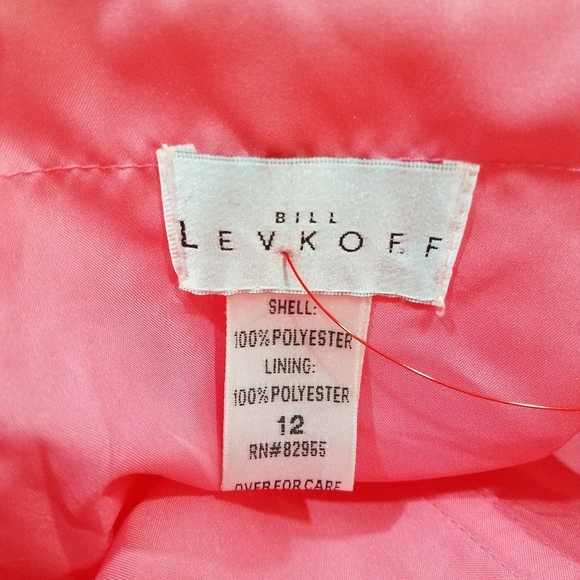 BILL
LEVKOFF
SHELL:
100% POLYESTER
LINING:
100% POLYESTER
12
RN#82955
OVER FOR CARE